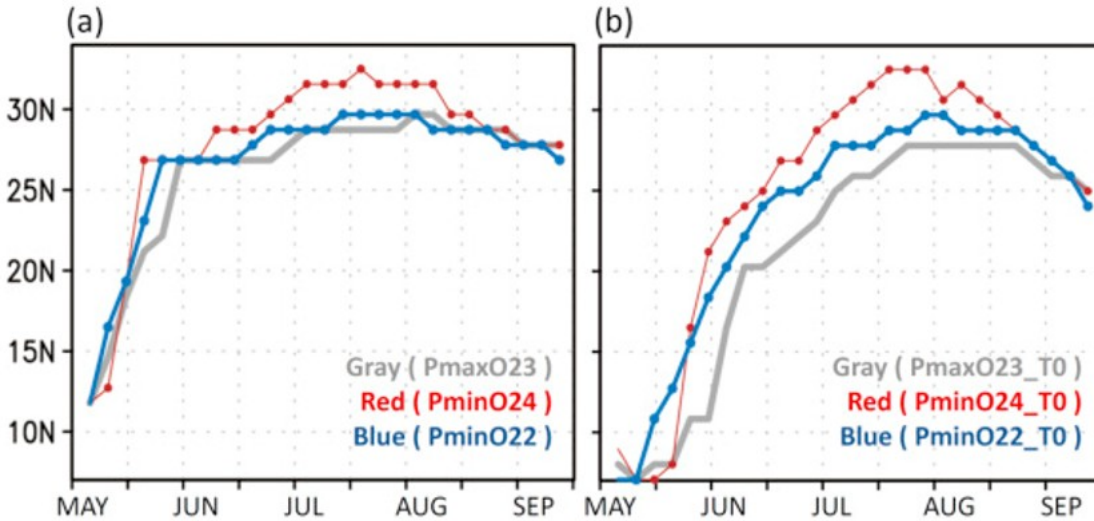 (a)
(b)
30N
25N
20N
15N
10N
Gray ( PmaxO23 )
Red ( PminO24 )
Blue ( PminO22 )
Gray ( PmaxO23_T0 )
Red ( PminO24_T0 )
Blue ( PminO22_T0 )
MAY JUN JUL AUG SEP
MAY JUN JUL AUG SEP